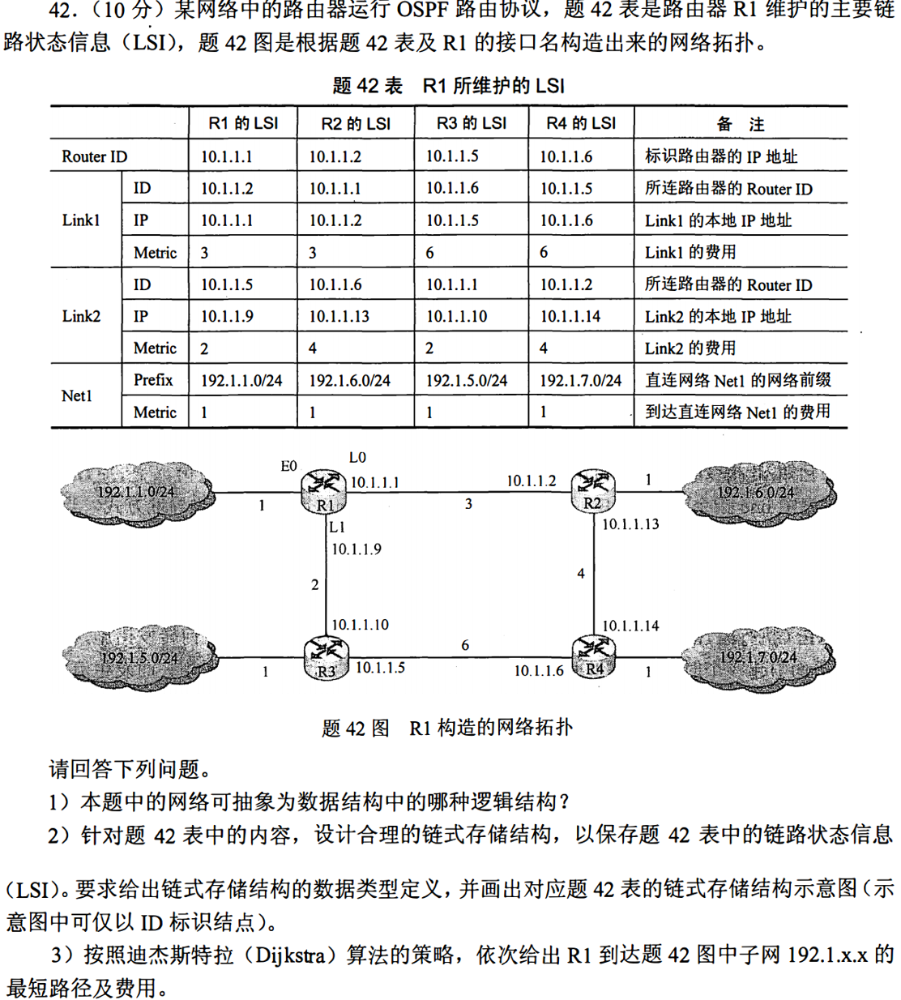 42.（10 分）某网络中的路由器运行 OSPF 路由协议，题 42 表是路由器 R1 维护的主要链
路状态信息（LSI），题 42 图是根据题 42 表及 R1 的接口名构造出来的网络拓扑。
题 42 表 R1 所维护的 LSI
R1 的 LSI R2 的 LSI R3 的 LSI R4 的 LSI 备 注
Router ID 10.1.1.1 10.1.1.2 10.1.1.5 10.1.1.6 标识路由器的 IP 地址
ID 10.1.1.2 10.1.1.1 10.1.1.6 10.1.1.5 所连路由器的 Router ID
Link1 IP 10.1.1.1 10.1.1.2 10.1.1.5 10.1.1.6 Link1 的本地 IP 地址
Metric 3 3 6 6 Link1 的费用
ID 10.1.1.5 10.1.1.6 10.1.1.1 10.1.1.2 所连路由器的 Router ID
Link2 IP 10.1.1.9 10.1.1.13 10.1.1.10 10.1.1.14 Link2 的本地 IP 地址
Metric 2 4 2 4 Link2 的费用
Net1 Prefix 192.1.1.0/24 192.1.6.0/24 192.1.5.0/24 192.1.7.0/24 直连网络 Net1 的网络前缀
Metric 1 1 1 1 到达直连网络 Net1 的费用
E0 L0
192.1.1.0/24 10.1.1.1 10.1.1.2 1 192.1.6.0/24
1 R1 3 R2
L1 10.1.1.13
10.1.1.9
2 4
10.1.1.10 10.1.1.14
192.1.5.0/24 6 192.1.7.0/24
1 R3 10.1.1.5 10.1.1.6 R4 1
题 42 图 R1 构造的网络拓扑
请回答下列问题。
1）本题中的网络可抽象为数据结构中的哪种逻辑结构？
2）针对题 42 表中的内容，设计合理的链式存储结构，以保存题 42 表中的链路状态信息
（LSI）。要求给出链式存储结构的数据类型定义，并画出对应题 42 表的链式存储结构示意图（示
意图中可仅以 ID 标识结点）。
3）按照迪杰斯特拉（Dijkstra）算法的策略，依次给出 R1 到达题 42 图中子网 192.1.x.x 的
最短路径及费用。